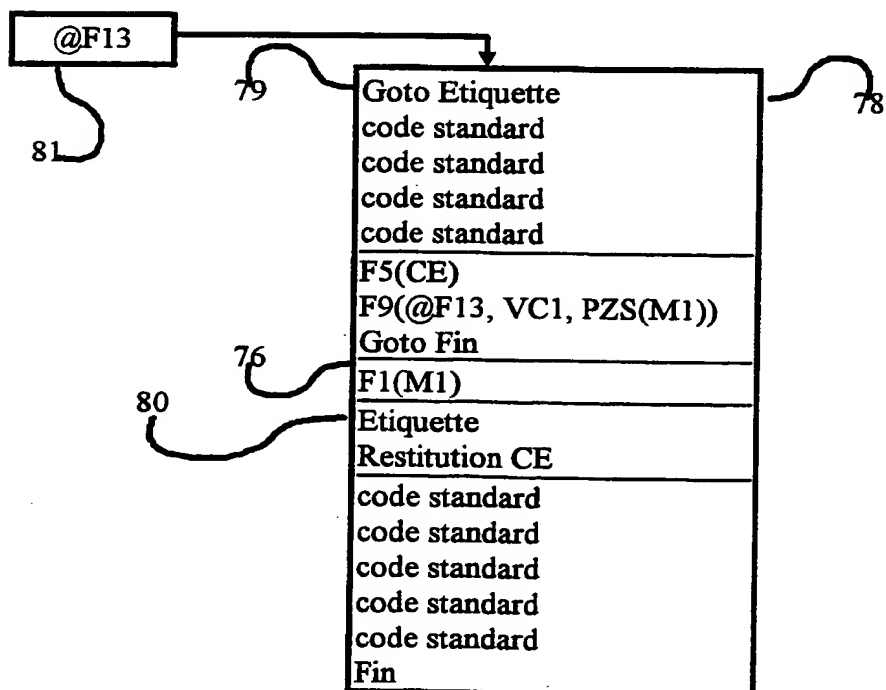 @F13
79
78
81
Goto Etiquette
code standard
code standard
code standard
code standard
F5(CE)
F9(@F13, VC1, PZS(M1))
Goto Fin
76
F1(M1)
80
Etiquette
Restitution CE
code standard
code standard
code standard
code standard
code standard
Fin